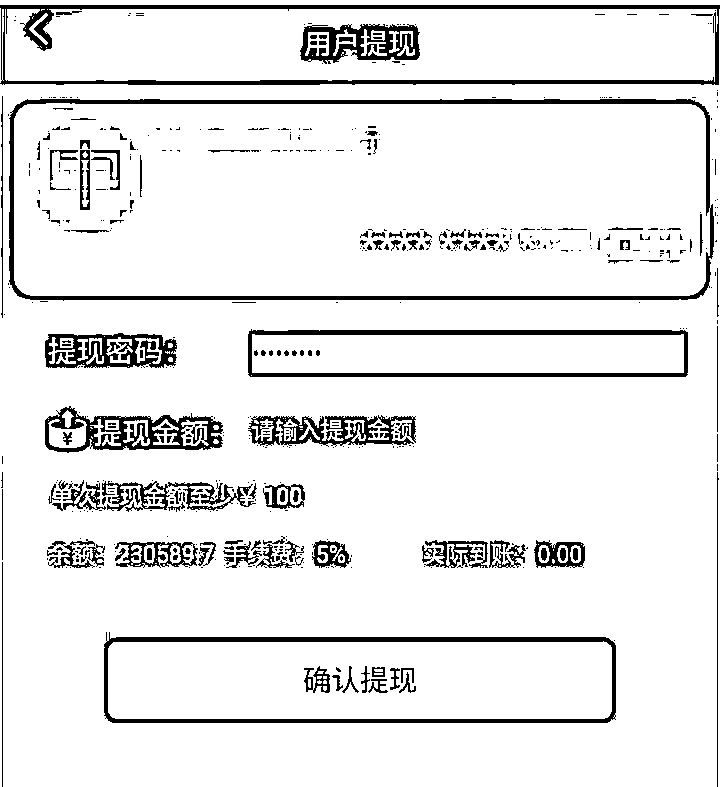 用户提现
**** ****
提现密码：
提现金额： 请输入提现金额
单次提现金额至少¥ 100
余额：230589.7 手续费：5% 实际到账：0.00
确认提现